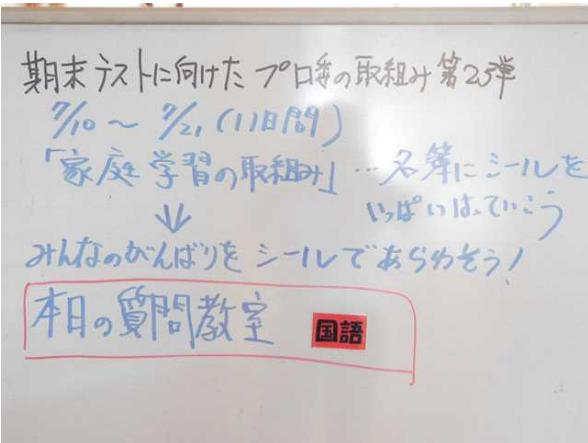 期末テストに向けた プロ委の取組み 第2弾
7/10 ~ 7/21 (11日間)
「家庭学習の取組み」…名簿にシールを
いっぱいはっていこう
⇓
みんなのがんばりを シールであらわそう!
本日の質問教室 国語